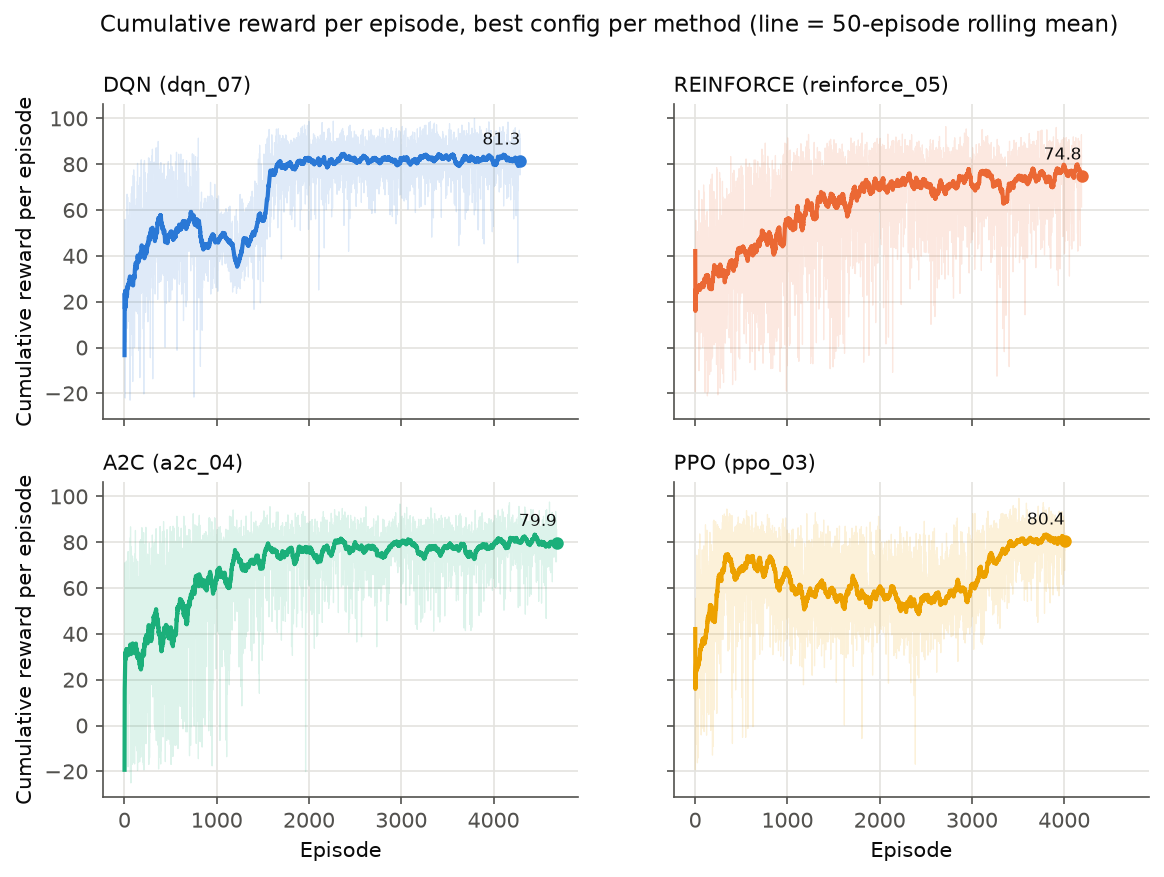 Cumulative reward per episode, best config per method (line = 50-episode rolling mean)
DQN (dqn_07)
REINFORCE (reinforce_05)
Cumulative reward per episode
100
80
60
40
20
0
−20
81.3
74.8
A2C (a2c_04)
PPO (ppo_03)
Cumulative reward per episode
100
80
60
40
20
0
−20
79.9
80.4
0 1000 2000 3000 4000
0 1000 2000 3000 4000
Episode
Episode